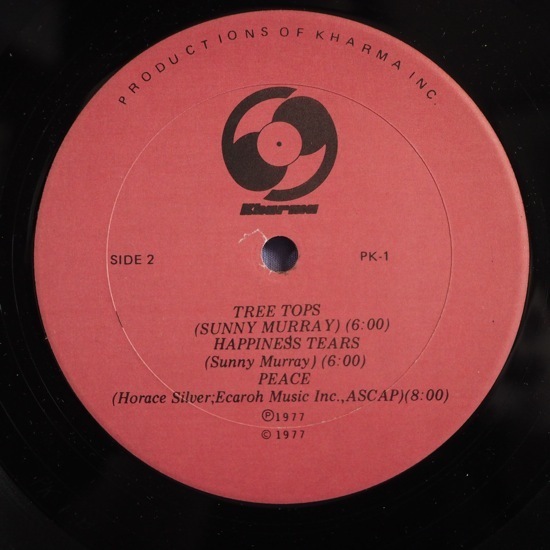 PRODUCTIONS OF KHARMA INC.
Kharma
SIDE 2
PK-1
TREE TOPS
(SUNNY MURRAY) (6:00)
HAPPINESS TEARS
(Sunny Murray) (6:00)
PEACE
(Horace Silver;Ecaroh Music Inc.,ASCAP)(8:00)
℗1977
©1977